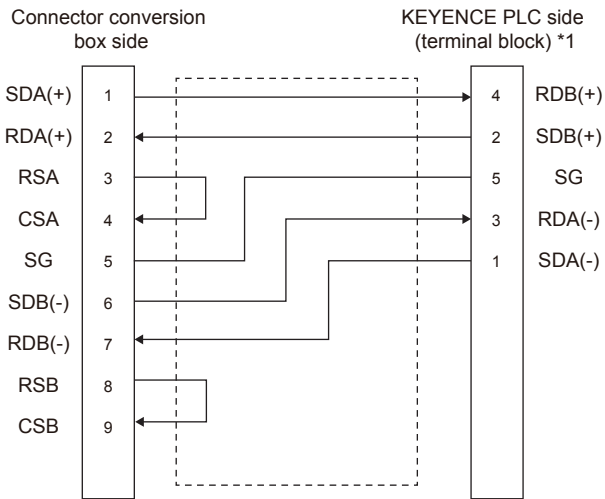 Connector conversion
box side
KEYENCE PLC side
(terminal block) *1
SDA(+) 1 4 RDB(+)
RDA(+) 2 2 SDB(+)
RSA 3 5 SG
CSA 4 3 RDA(-)
SG 5 1 SDA(-)
SDB(-) 6
RDB(-) 7
RSB 8
CSB 9